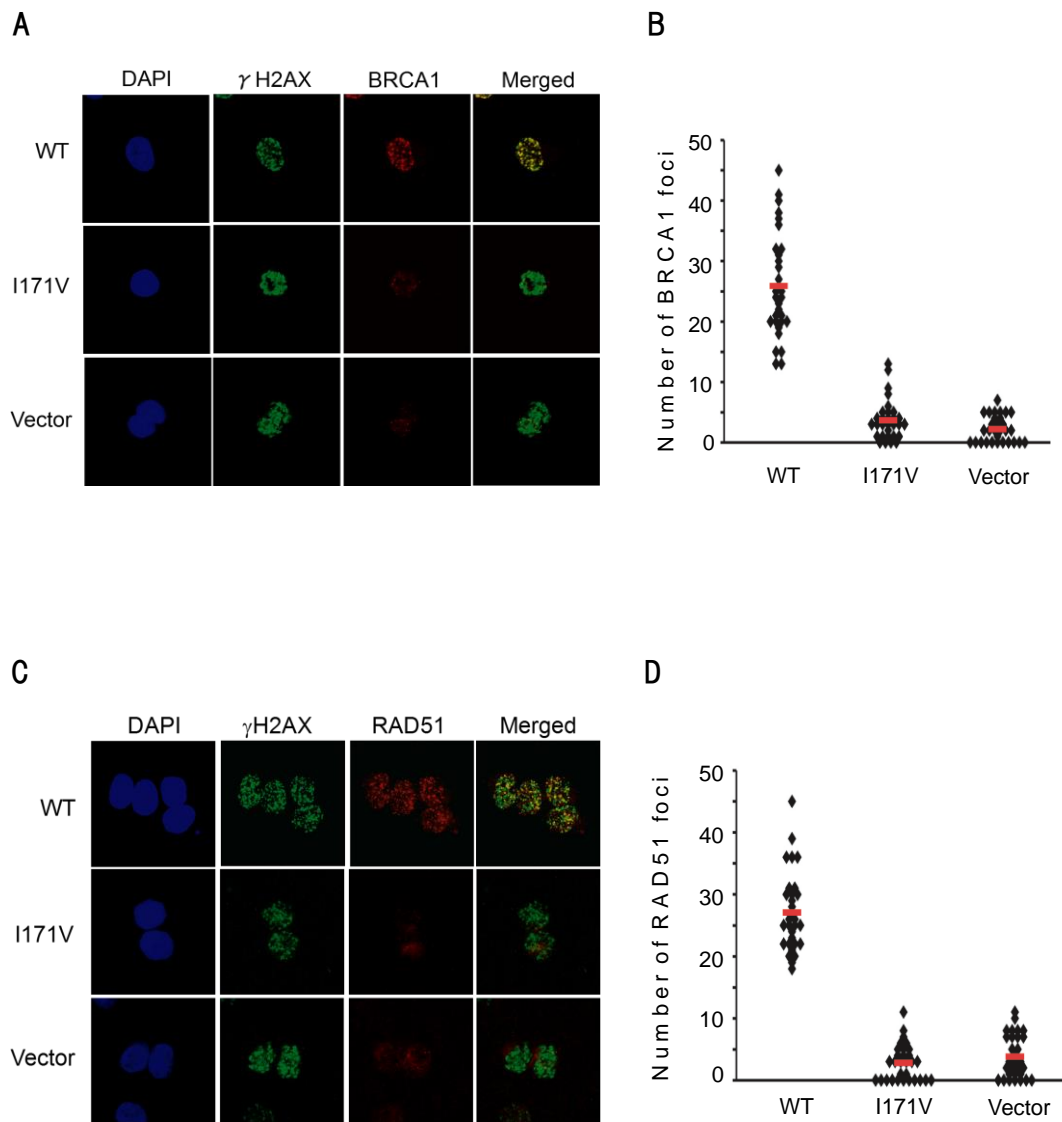 A
DAPI γ H2AX BRCA1 Merged
WT
I171V
Vector
B
Number of BRCA1 foci
50
40
30
20
10
0
WT I171V Vector
C
DAPI γH2AX RAD51 Merged
WT
I171V
Vector
D
Number of RAD51 foci
50
40
30
20
10
0
WT I171V Vector